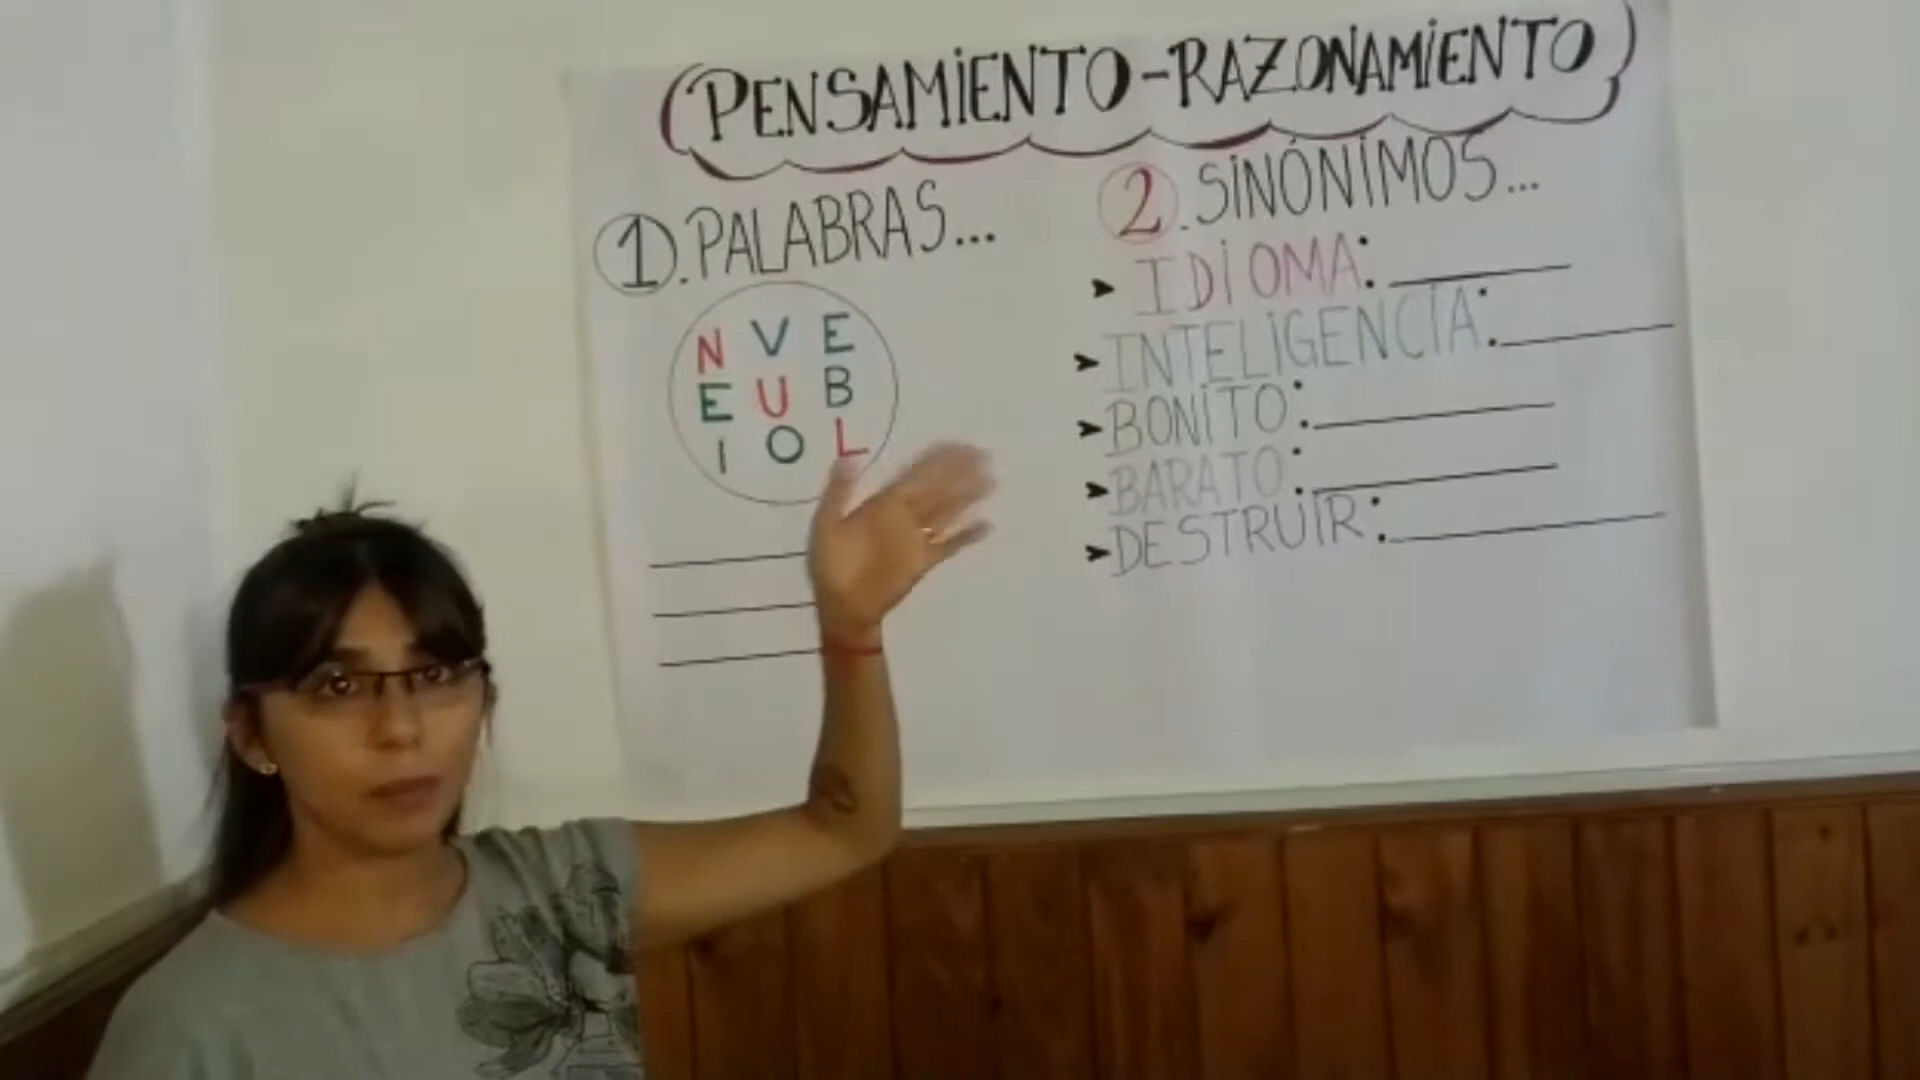 PENSAMIENTO-RAZONAMIENTO
1. PALABRAS...
N V E
E U B
I O L
2. SINÓNIMOS...
IDIOMA:
INTELIGENCIA:
BONITO:
BARATO:
DESTRUIR: